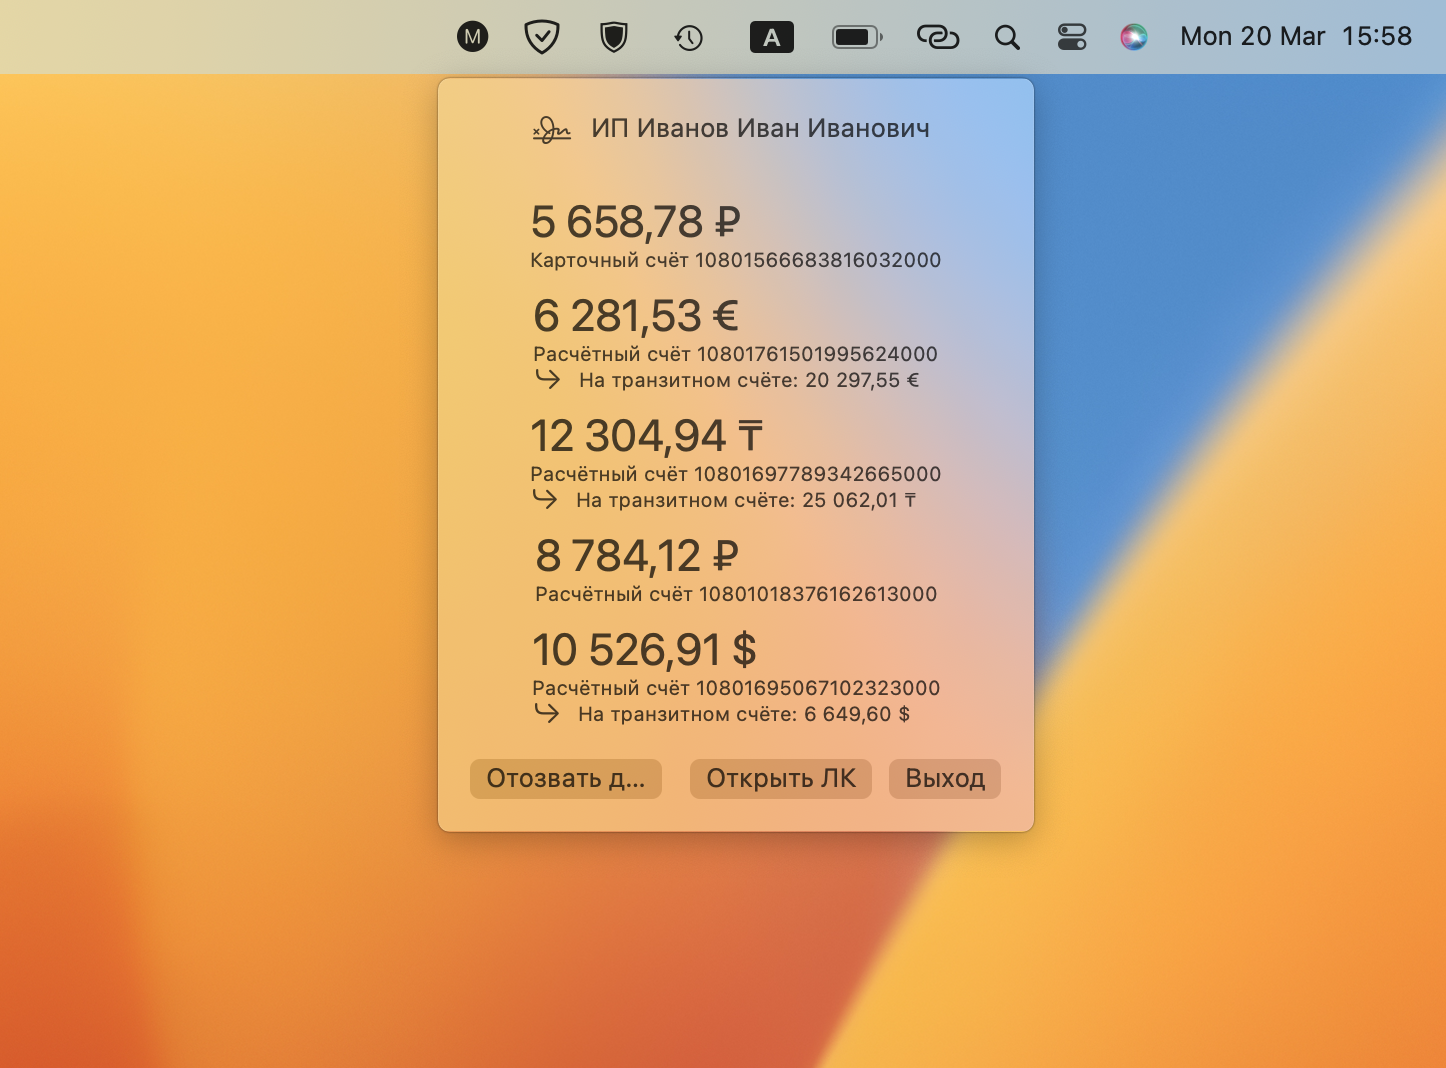 M A Mon 20 Mar 15:58
ИП Иванов Иван Иванович
5 658,78 ₽
Карточный счёт 10801566683816032000
6 281,53 €
Расчётный счёт 10801761501995624000
На транзитном счёте: 20 297,55 €
12 304,94 ₸
Расчётный счёт 10801697789342665000
На транзитном счёте: 25 062,01 ₸
8 784,12 ₽
Расчётный счёт 10801018376162613000
10 526,91 $
Расчётный счёт 10801695067102323000
На транзитном счёте: 6 649,60 $
Отозвать д... Открыть ЛК Выход